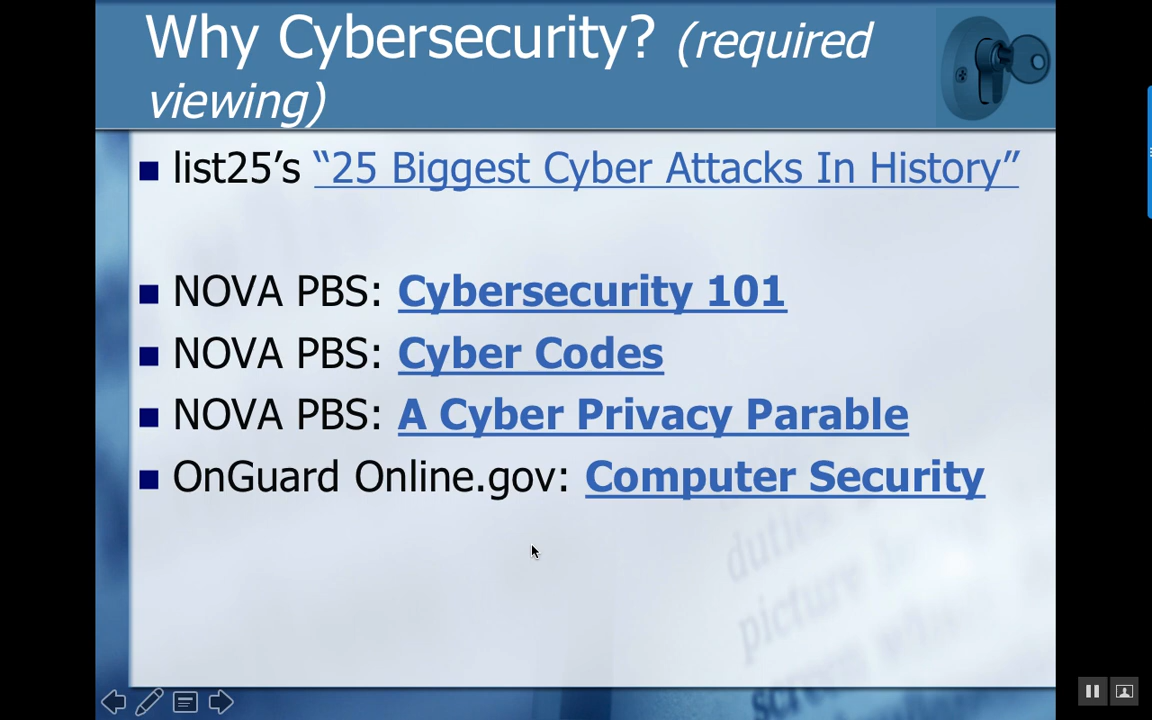 Why Cybersecurity? (required
viewing)
list25’s “25 Biggest Cyber Attacks In History”
NOVA PBS: Cybersecurity 101
NOVA PBS: Cyber Codes
NOVA PBS: A Cyber Privacy Parable
OnGuard Online.gov: Computer Security
picture